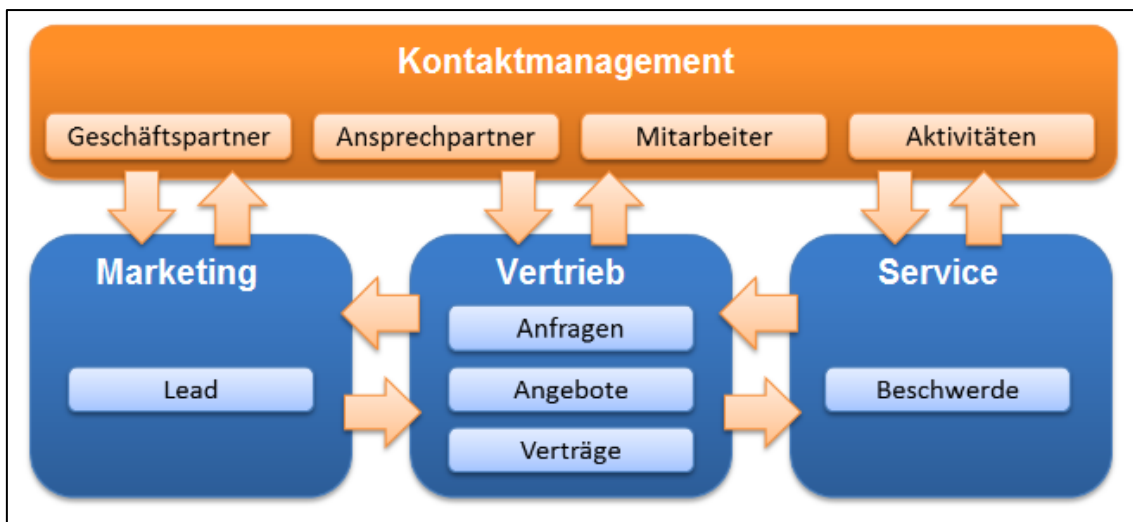 Kontaktmanagement
Geschäftspartner
Ansprechpartner
Mitarbeiter
Aktivitäten
Marketing
Lead
Vertrieb
Anfragen
Angebote
Verträge
Service
Beschwerde